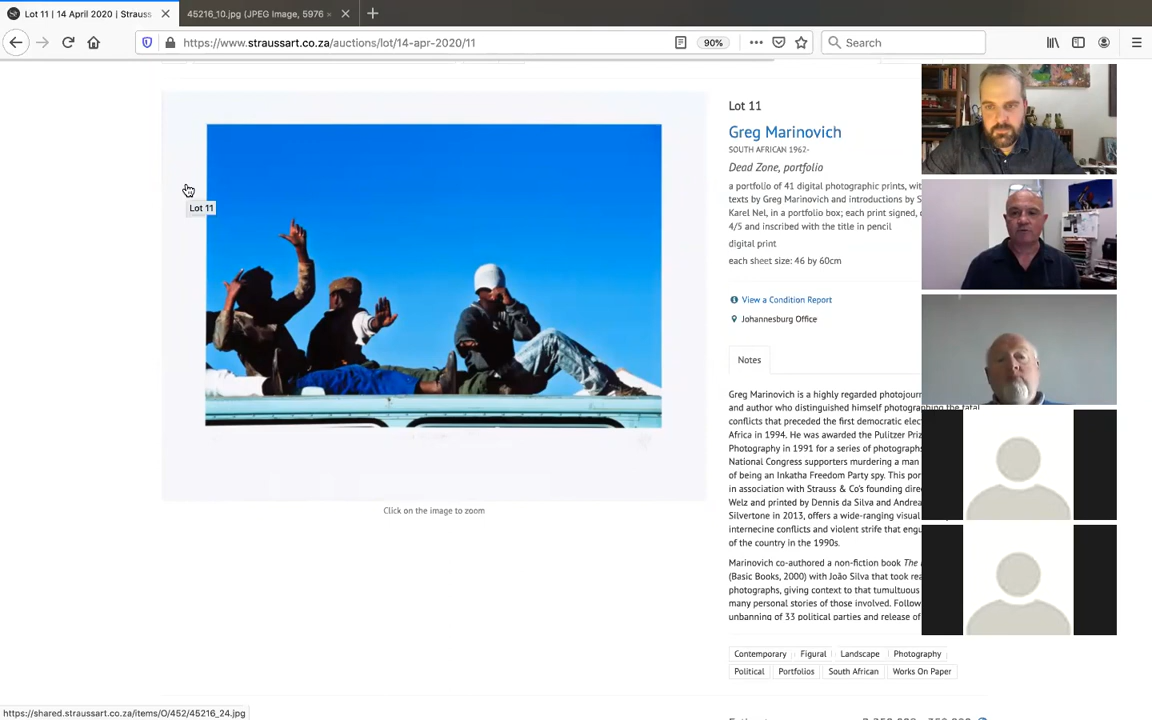 Lot 11 | 14 April 2020 | Strauss
45216_10.jpg (JPEG Image, 5976
https://www.straussart.co.za/auctions/lot/14-apr-2020/11
90%
Search
Lot 11
Lot 11
Greg Marinovich
SOUTH AFRICAN 1962-
Dead Zone, portfolio
a portfolio of 41 digital photographic prints, wit
texts by Greg Marinovich and introductions by S
Karel Nel, in a portfolio box; each print signed,
4/5 and inscribed with the title in pencil
digital print
each sheet size: 46 by 60cm
View a Condition Report
Johannesburg Office
Notes
Greg Marinovich is a highly regarded photojourn
and author who distinguished himself photographing the fatal
conflicts that preceded the first democratic elec
Africa in 1994. He was awarded the Pulitzer Priz
Photography in 1991 for a series of photographs
National Congress supporters murdering a man
of being an Inkatha Freedom Party spy. This por
in association with Strauss & Co's founding dire
Welz and printed by Dennis da Silva and Andrea
Silvertone in 2013, offers a wide-ranging visual
internecine conflicts and violent strife that engu
of the country in the 1990s.
Marinovich co-authored a non-fiction book The
(Basic Books, 2000) with João Silva that took rea
photographs, giving context to that tumultuous
many personal stories of those involved. Follow
unbanning of 33 political parties and release of
Click on the image to zoom
Contemporary Figural Landscape Photography
Political Portfolios South African Works On Paper
https://shared.straussart.co.za/items/O/452/45216_24.jpg